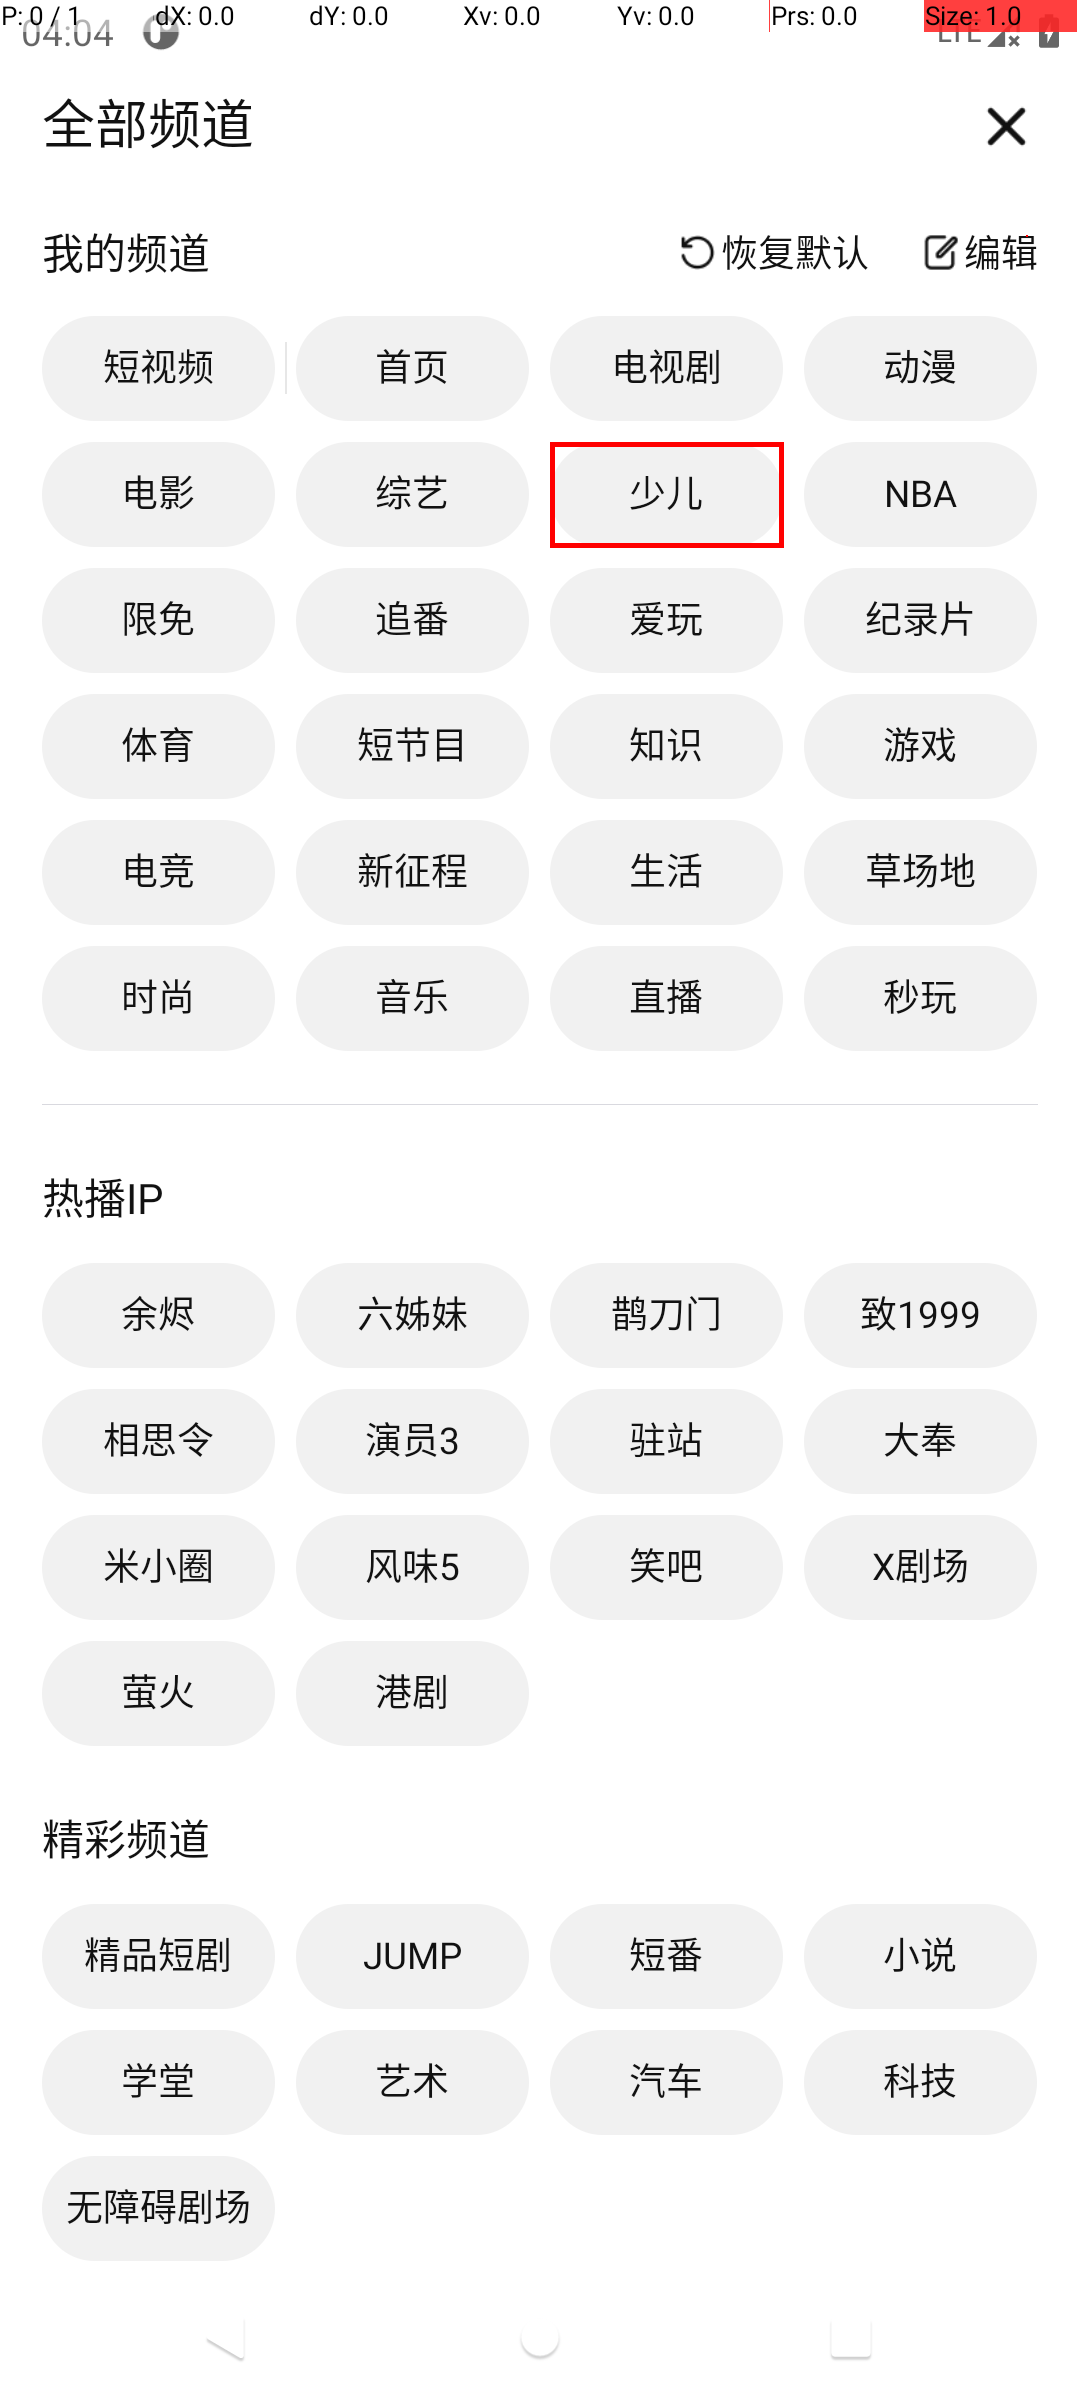 P: 0 / 1 dX: 0.0 dY: 0.0 Xv: 0.0 Yv: 0.0 Prs: 0.0 Size: 1.0
04:04 LTE
全部频道
我的频道 恢复默认 编辑
短视频 首页 电视剧 动漫
电影 综艺 少儿 NBA
限免 追番 爱玩 纪录片
体育 短节目 知识 游戏
电竞 新征程 生活 草场地
时尚 音乐 直播 秒玩
热播IP
余烬 六姊妹 鹊刀门 致1999
相思令 演员3 驻站 大奉
米小圈 风味5 笑吧 X剧场
萤火 港剧
精彩频道
精品短剧 JUMP 短番 小说
学堂 艺术 汽车 科技
无障碍剧场